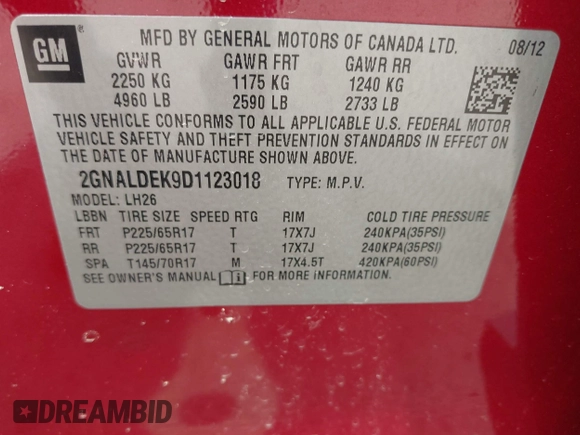 GM
MFD BY GENERAL MOTORS OF CANADA LTD. 08/12
GVWR GAWR FRT GAWR RR
2250 KG 1175 KG 1240 KG
4960 LB 2590 LB 2733 LB
THIS VEHICLE CONFORMS TO ALL APPLICABLE U.S. FEDERAL MOTOR
VEHICLE SAFETY AND THEFT PREVENTION STANDARDS IN EFFECT ON
THE DATE OF MANUFACTURE SHOWN ABOVE.
2GNALDEK9D1123018 TYPE: M.P.V.
MODEL: LH26
LBBN TIRE SIZE SPEED RTG RIM COLD TIRE PRESSURE
FRT P225/65R17 T 17X7J 240KPA(35PSI)
RR P225/65R17 T 17X7J 240KPA(35PSI)
SPA T145/70R17 M 17X4.5T 420KPA(60PSI)
SEE OWNER'S MANUAL FOR MORE INFORMATION.
DREAMBID